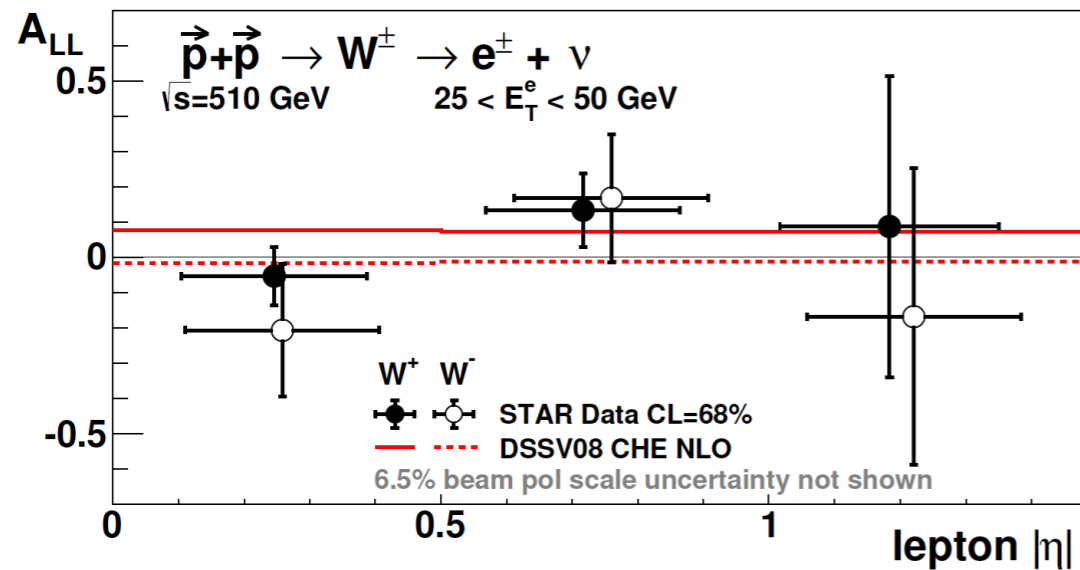 A_LL
p⃗+p⃗ → W^± → e^± + ν
√s=510 GeV 25 < E_T^e < 50 GeV
0.5
0
-0.5
W^+ W^-
STAR Data CL=68%
DSSV08 CHE NLO
6.5% beam pol scale uncertainty not shown
0 0.5 1
lepton |η|